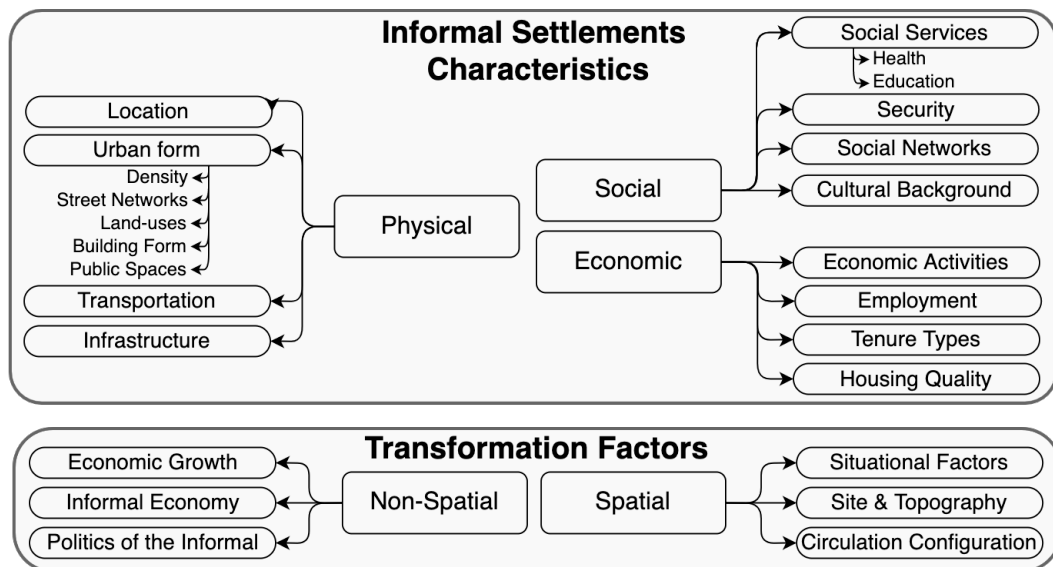 Informal Settlements
Characteristics
Location
Urban form
Density
Street Networks
Land-uses
Building Form
Public Spaces
Transportation
Infrastructure
Physical
Social
Economic
Social Services
Health
Education
Security
Social Networks
Cultural Background
Economic Activities
Employment
Tenure Types
Housing Quality
Transformation Factors
Economic Growth
Informal Economy
Politics of the Informal
Non-Spatial
Spatial
Situational Factors
Site & Topography
Circulation Configuration